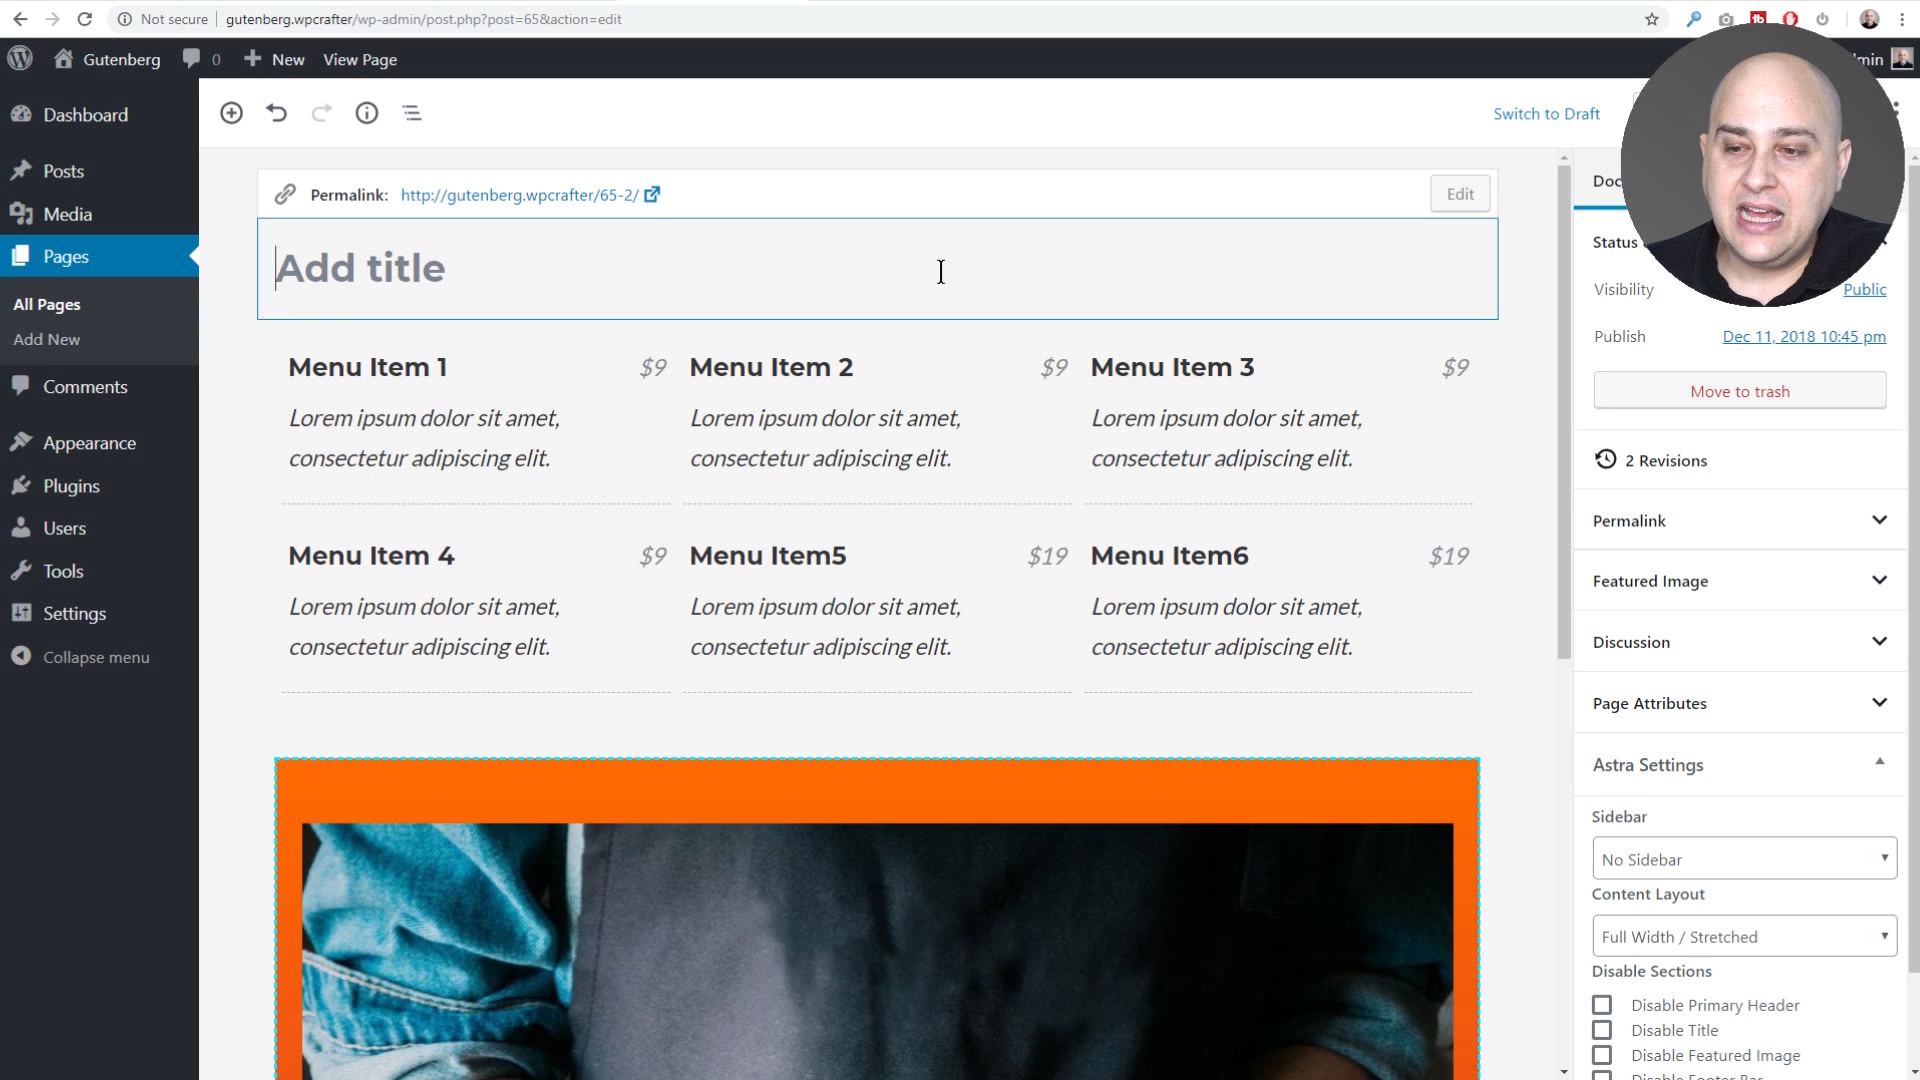 Not secure
gutenberg.wpcrafter/wp-admin/post.php?post=65&action=edit
Gutenberg
0
New
View Page
Dashboard
Posts
Media
Pages
All Pages
Add New
Comments
Appearance
Plugins
Users
Tools
Settings
Collapse menu
Switch to Draft
Permalink: http://gutenberg.wpcrafter/65-2/
Edit
Add title
Menu Item 1 $9
Lorem ipsum dolor sit amet,
consectetur adipiscing elit.
Menu Item 2 $9
Lorem ipsum dolor sit amet,
consectetur adipiscing elit.
Menu Item 3 $9
Lorem ipsum dolor sit amet,
consectetur adipiscing elit.
Menu Item 4 $9
Lorem ipsum dolor sit amet,
consectetur adipiscing elit.
Menu Item5 $19
Lorem ipsum dolor sit amet,
consectetur adipiscing elit.
Menu Item6 $19
Lorem ipsum dolor sit amet,
consectetur adipiscing elit.
Status
Visibility Public
Publish Dec 11, 2018 10:45 pm
Move to trash
2 Revisions
Permalink
Featured Image
Discussion
Page Attributes
Astra Settings
Sidebar
No Sidebar
Content Layout
Full Width / Stretched
Disable Sections
Disable Primary Header
Disable Title
Disable Featured Image
Disable Footer Bar